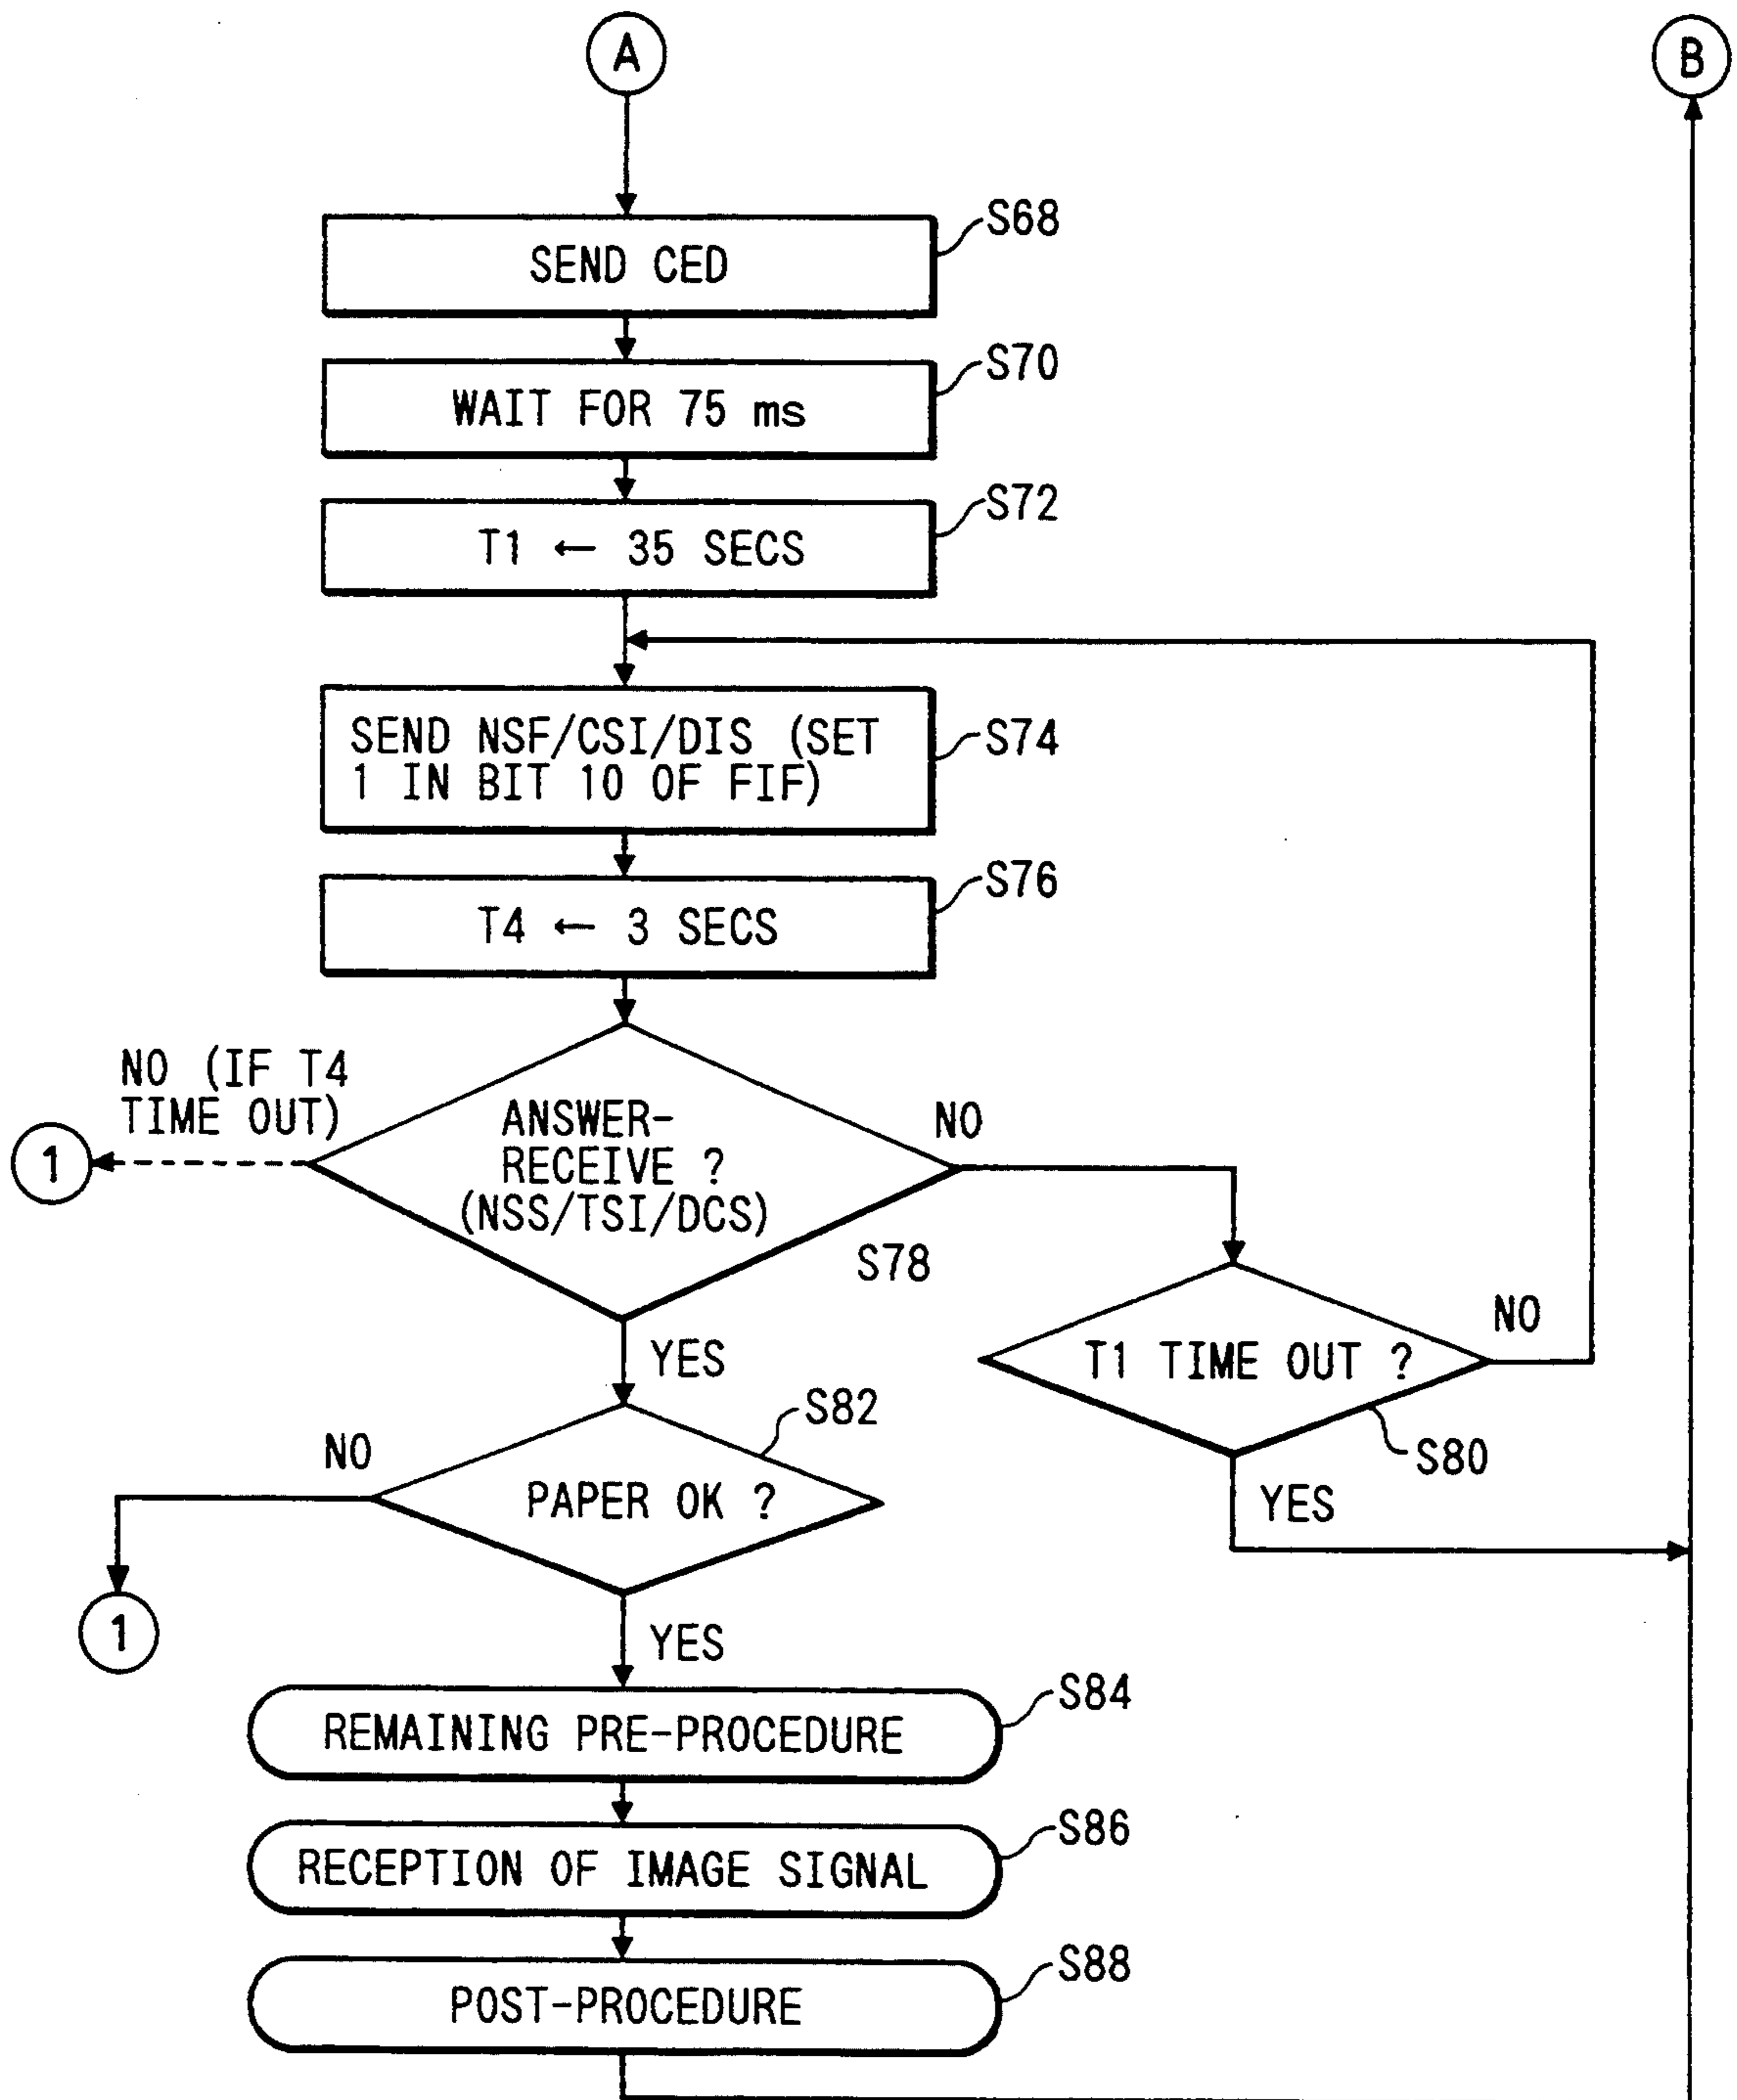 A
B
S68
SEND CED
S70
WAIT FOR 75 ms
S72
T1 ← 35 SECS
SEND NSF/CSI/DIS (SET
1 IN BIT 10 OF FIF)
S74
S76
T4 ← 3 SECS
NO (IF T4
TIME OUT)
1
ANSWER-
RECEIVE ?
(NSS/TSI/DCS)
NO
S78
YES
T1 TIME OUT ?
NO
S80
YES
S82
NO
PAPER OK ?
1
YES
S84
REMAINING PRE-PROCEDURE
S86
RECEPTION OF IMAGE SIGNAL
S88
POST-PROCEDURE